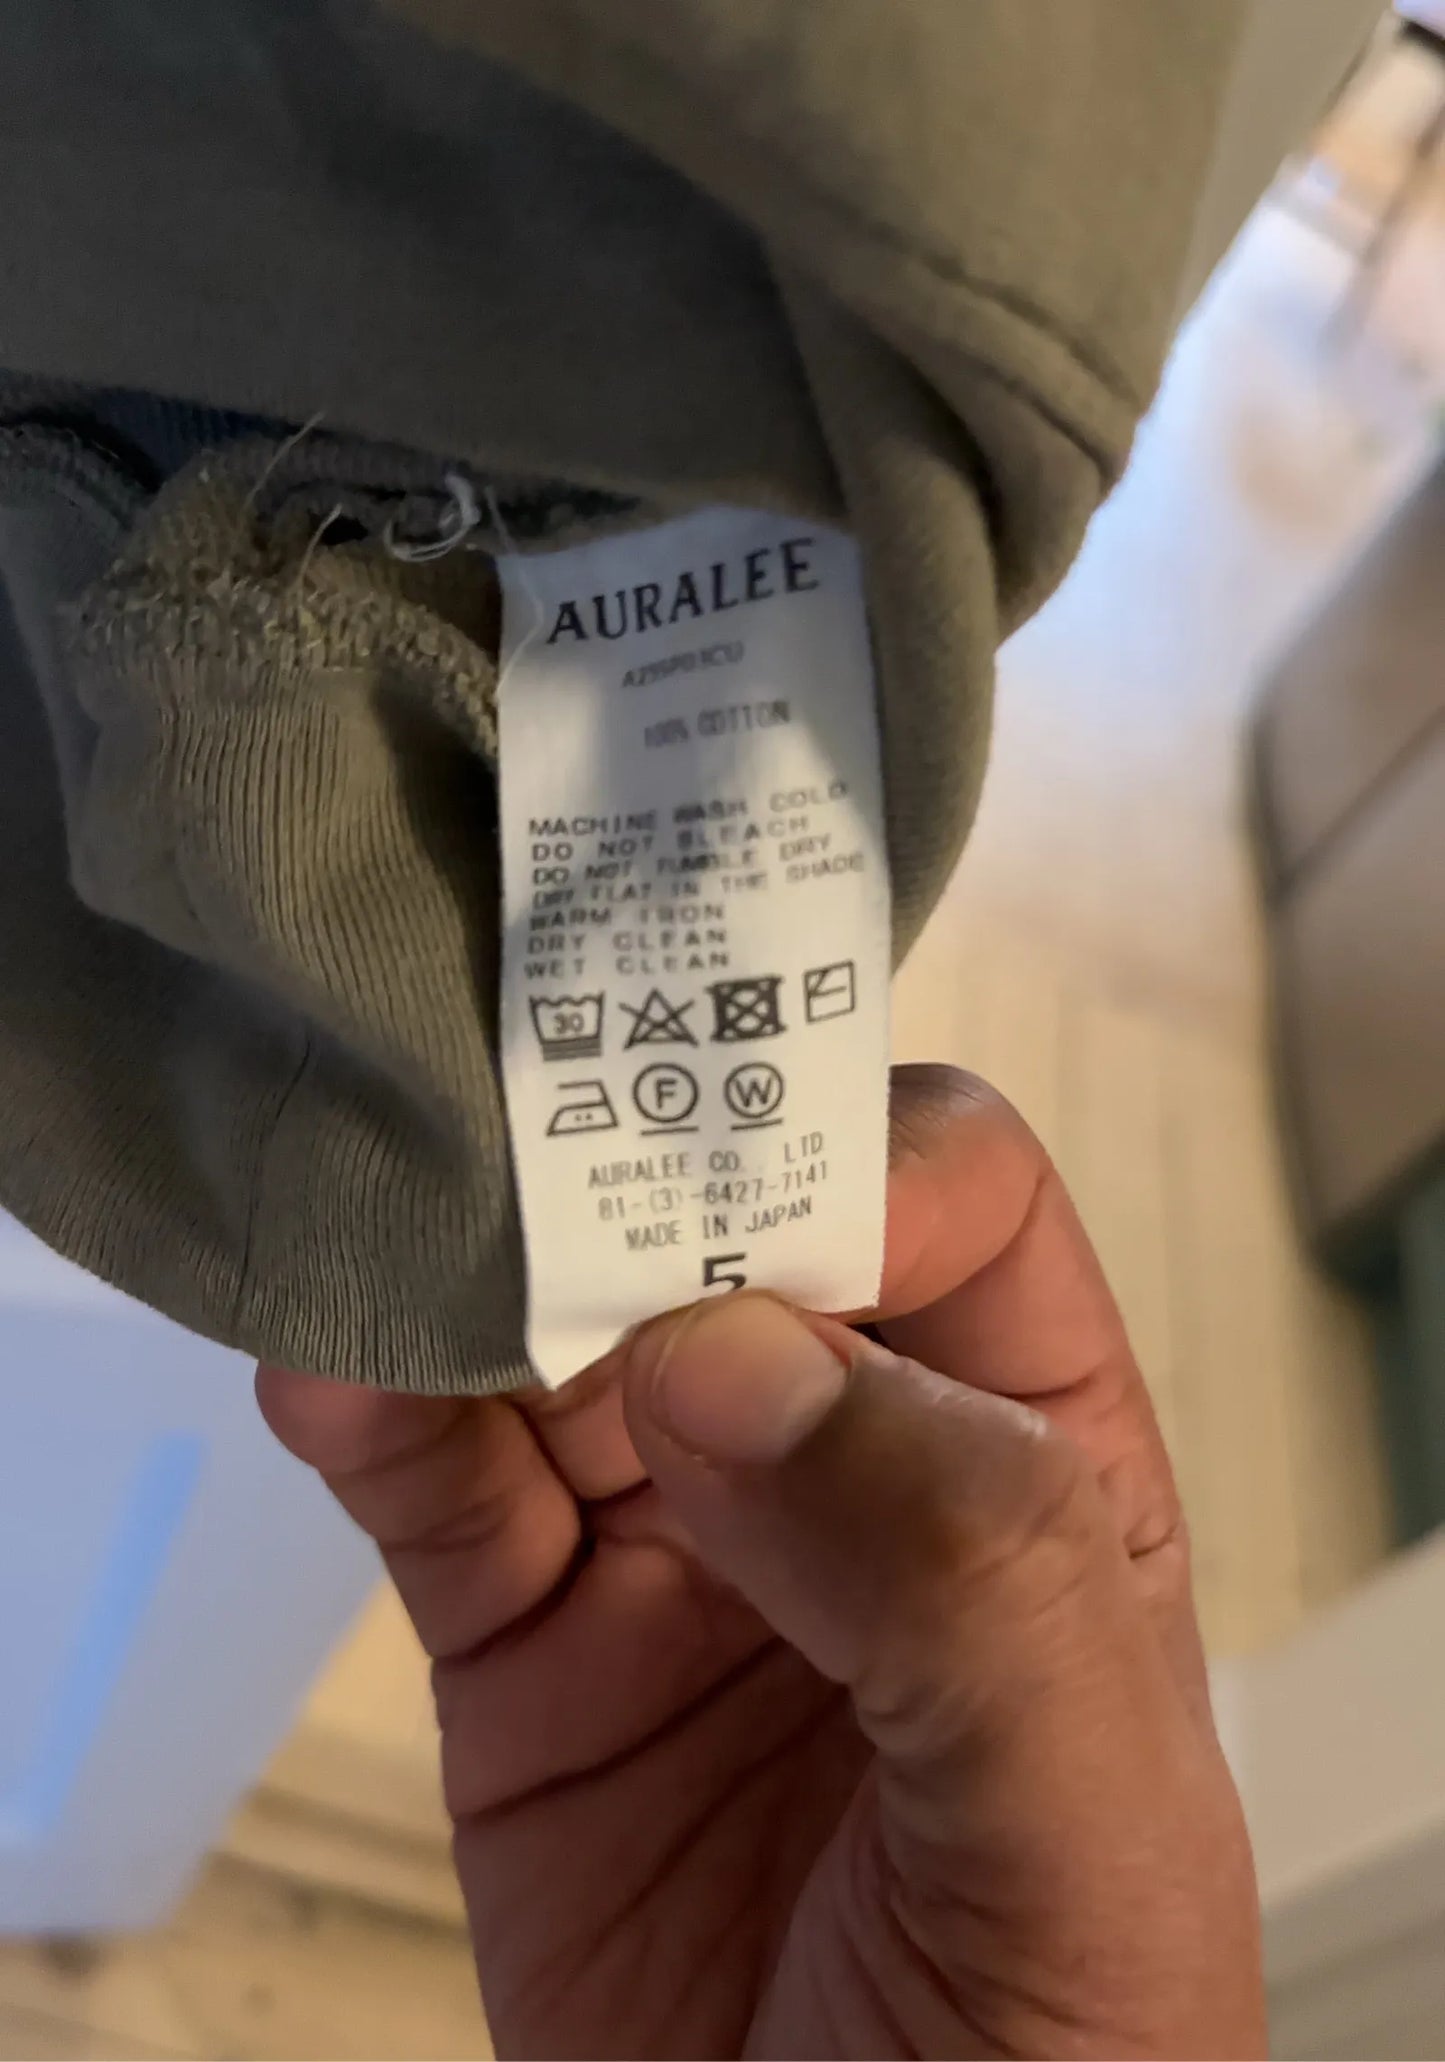 AURALEE
100% COTTON
MACHINE WASH COLD
DO NOT BLEACH
DO NOT TUMBLE DRY
DRY FLAT IN THE SHADE
WARM IRON
DRY CLEAN
WET CLEAN
30
F W
AURALEE CO., LTD
81-(3)-6427-7141
MADE IN JAPAN
5